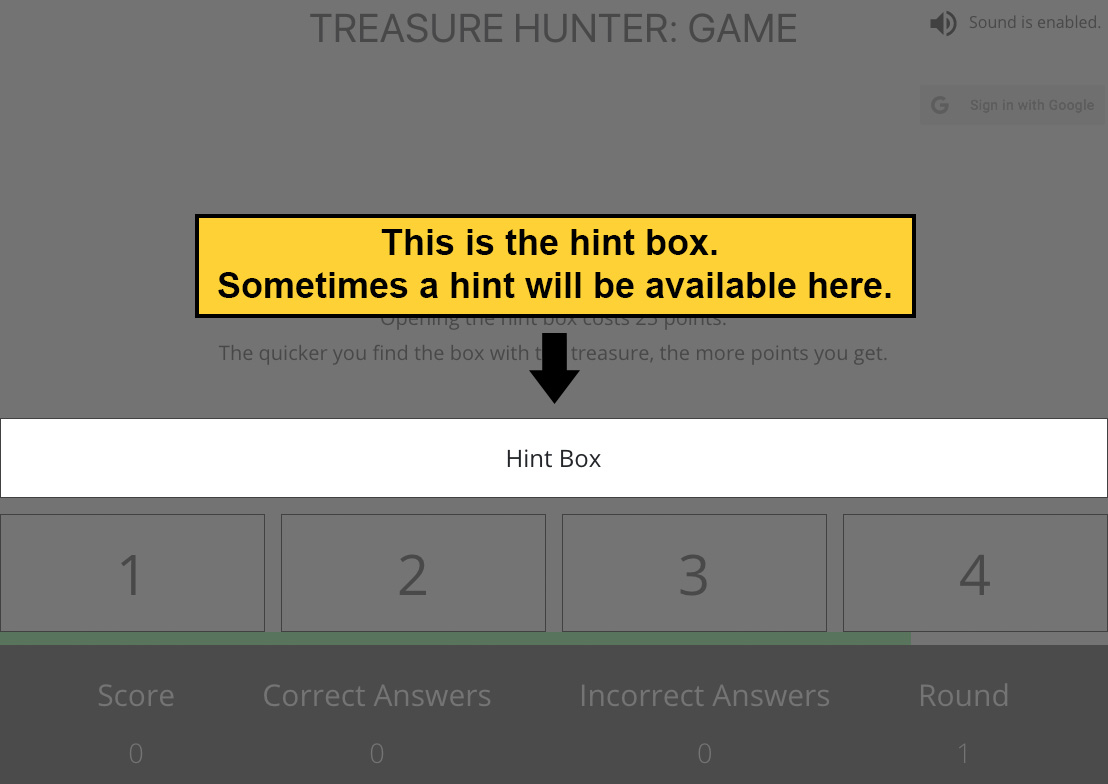 TREASURE HUNTER: GAME
Sound is enabled.
Sign in with Google
This is the hint box.
Sometimes a hint will be available here.
Opening the hint box costs 25 points.
The quicker you find the box with t treasure, the more points you get.
Hint Box
1 2 3 4
Score Correct Answers Incorrect Answers Round
0 0 0 1